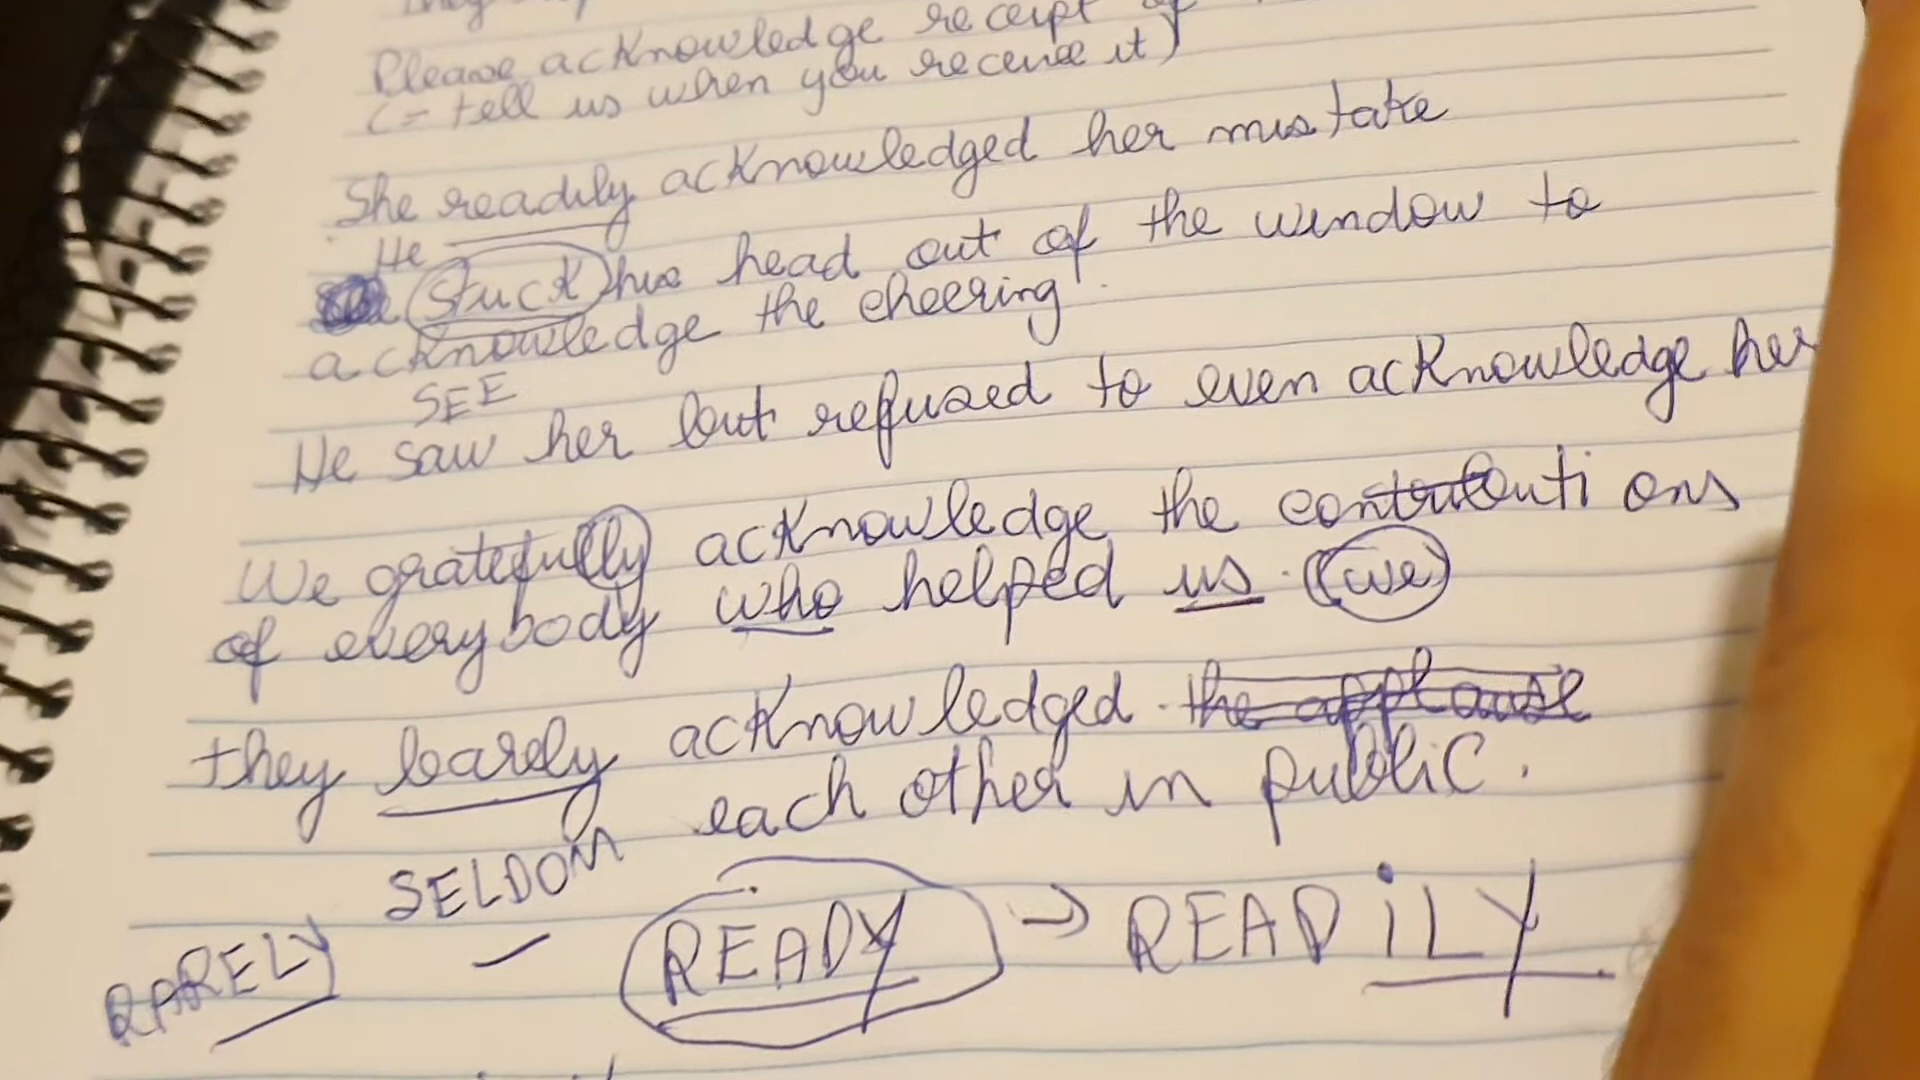 they
Please acknowledge receipt of
(= tell us when you receive it)
She readily acknowledged her mistake
He
stuck his head out of the window to
acknowledge the cheering.
SEE
He saw her but refused to even acknowledge her
We gratefully acknowledge the contributions
of everybody who helped us. (we)
they barely acknowledged the applause
each other in public.
SELDOM
RARELY
READY → READiLY